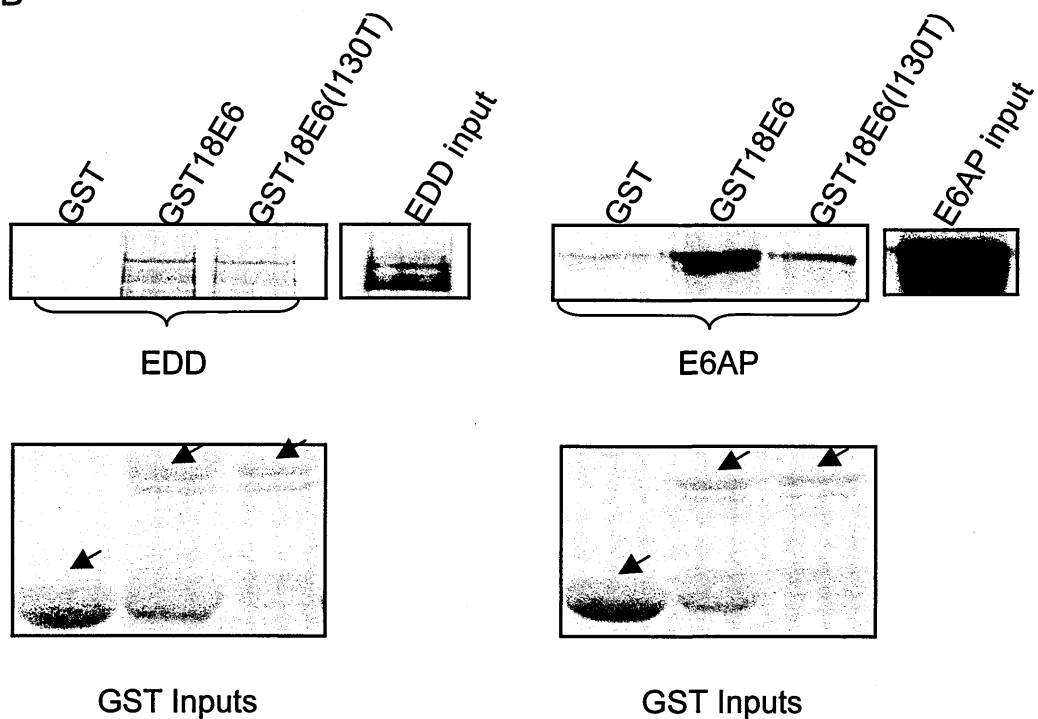 GST
GST18E6
GST18E6(I130T)
EDD input
GST
GST18E6
GST18E6(I130T)
E6AP input
EDD
E6AP
GST Inputs
GST Inputs